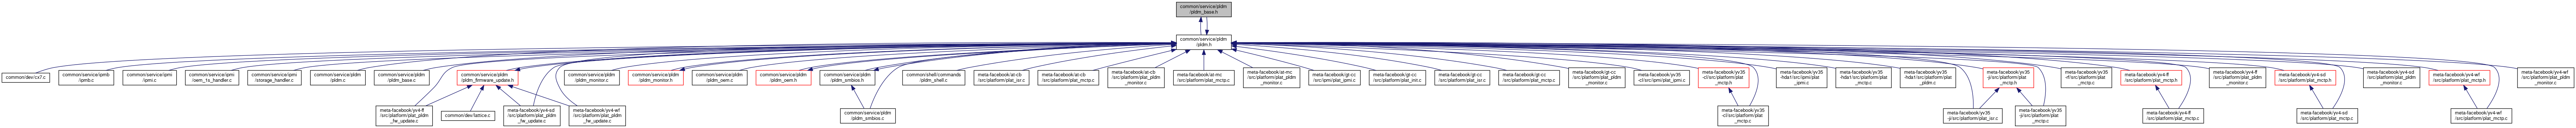 common/service/pldm
/pldm_base.h
common/service/pldm
/pldm.h
common/dev/cx7.c
common/service/ipmb
/ipmb.c
common/service/ipmi
/ipmi.c
common/service/ipmi
/oem_1s_handler.c
common/service/ipmi
/storage_handler.c
common/service/pldm
/pldm.c
common/service/pldm
/pldm_base.c
common/service/pldm
/pldm_firmware_update.h
common/service/pldm
/pldm_monitor.c
common/service/pldm
/pldm_monitor.h
common/service/pldm
/pldm_oem.c
common/service/pldm
/pldm_oem.h
common/service/pldm
/pldm_smbios.h
common/shell/commands
/pldm_shell.c
meta-facebook/at-cb
/src/platform/plat_isr.c
meta-facebook/at-cb
/src/platform/plat_mctp.c
meta-facebook/at-cb
/src/platform/plat_pldm
_monitor.c
meta-facebook/at-mc
/src/platform/plat_mctp.c
meta-facebook/at-mc
/src/platform/plat_pldm
_monitor.c
meta-facebook/gt-cc
/src/ipmi/plat_ipmi.c
meta-facebook/gt-cc
/src/platform/plat_init.c
meta-facebook/gt-cc
/src/platform/plat_isr.c
meta-facebook/gt-cc
/src/platform/plat_mctp.c
meta-facebook/gt-cc
/src/platform/plat_pldm
_monitor.c
meta-facebook/yv35
-cl/src/ipmi/plat_ipmi.c
meta-facebook/yv35
-cl/src/platform/plat
_mctp.h
meta-facebook/yv35
-hda1/src/ipmi/plat
_ipmi.c
meta-facebook/yv35
-hda1/src/platform/plat
_mctp.c
meta-facebook/yv35
-hda1/src/platform/plat
_pldm.c
meta-facebook/yv35
-ji/src/platform/plat
_mctp.h
meta-facebook/yv35
-rf/src/platform/plat
_mctp.c
meta-facebook/yv4-ff
/src/platform/plat_mctp.h
meta-facebook/yv4-ff
/src/platform/plat_pldm
_monitor.c
meta-facebook/yv4-sd
/src/platform/plat_mctp.h
meta-facebook/yv4-sd
/src/platform/plat_pldm
_monitor.c
meta-facebook/yv4-wf
/src/platform/plat_mctp.h
meta-facebook/yv4-wf
/src/platform/plat_pldm
_monitor.c
meta-facebook/yv4-ff
/src/platform/plat_pldm
_fw_update.c
common/dev/lattice.c
meta-facebook/yv4-sd
/src/platform/plat_pldm
_fw_update.c
meta-facebook/yv4-wf
/src/platform/plat_pldm
_fw_update.c
common/service/pldm
/pldm_smbios.c
meta-facebook/yv35
-cl/src/platform/plat
_mctp.c
meta-facebook/yv35
-ji/src/platform/plat_isr.c
meta-facebook/yv35
-ji/src/platform/plat
_mctp.c
meta-facebook/yv4-ff
/src/platform/plat_mctp.c
meta-facebook/yv4-sd
/src/platform/plat_mctp.c
meta-facebook/yv4-wf
/src/platform/plat_mctp.c